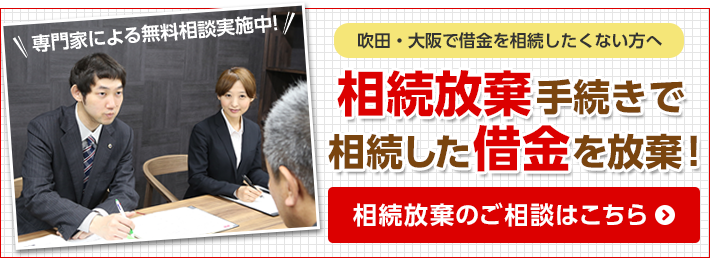 専門家による無料相談実施中!
吹田・大阪で借金を相続したくない方へ
相続放棄手続きで
相続した借金を放棄!
相続放棄のご相談はこちら